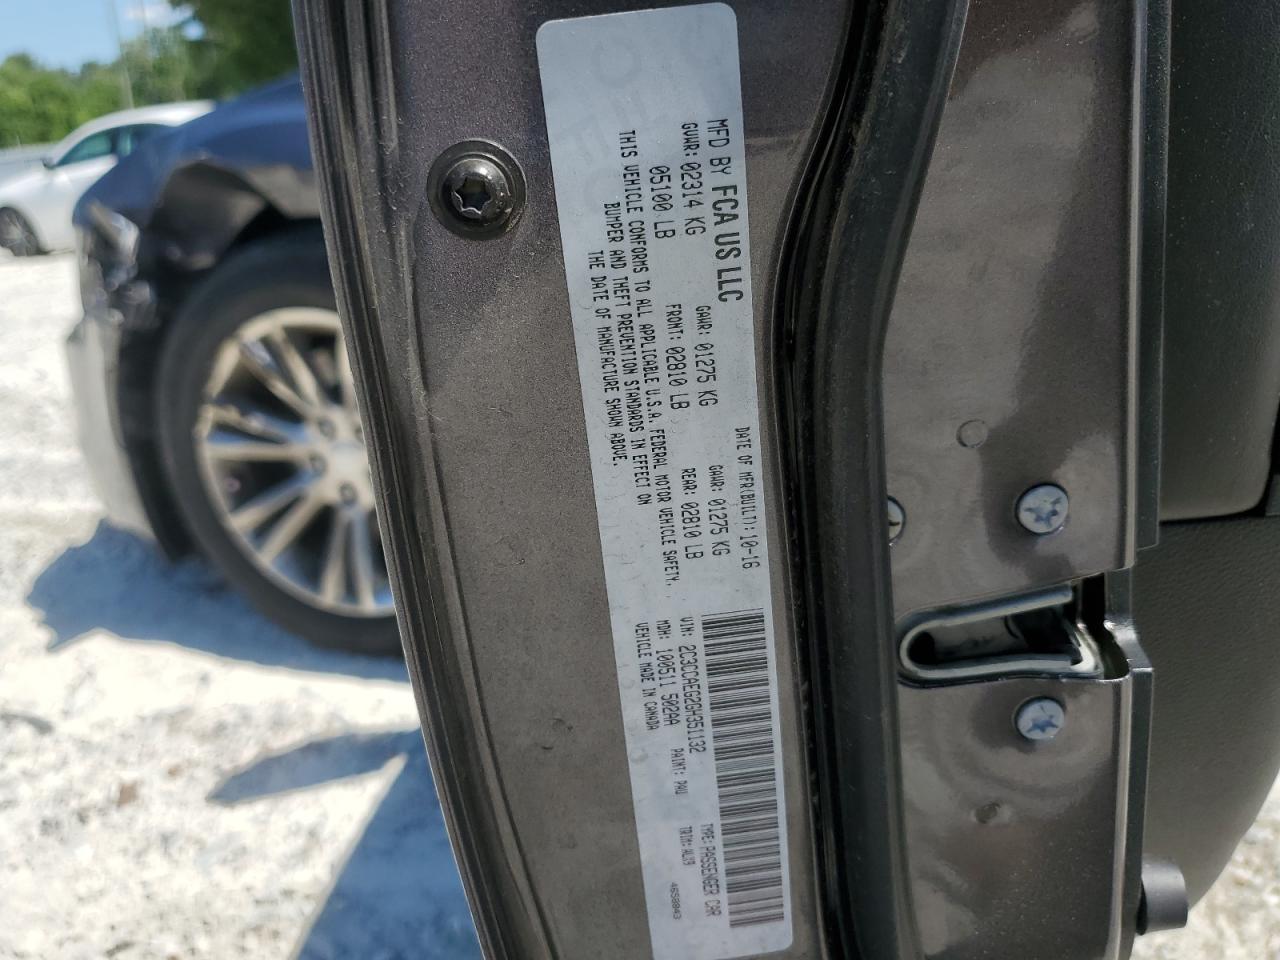 MFD BY FCA US LLC
DATE OF MFR(BUILT): 10-16
GVWR: 02314 KG
GAWR: 01275 KG
GAWR: 01275 KG
05100 LB
FRONT: 02810 LB
REAR: 02810 LB
THIS VEHICLE CONFORMS TO ALL APPLICABLE U.S.A. FEDERAL MOTOR VEHICLE SAFETY,
BUMPER AND THEFT PREVENTION STANDARDS IN EFFECT ON
THE DATE OF MANUFACTURE SHOWN ABOVE.
VIN: 2C3CCAEG2GH351132
TYPE: PASSENGER CAR
MDH: 100511 502AA
PAINT: PAU
TRIM: HLX9
VEHICLE MADE IN CANADA